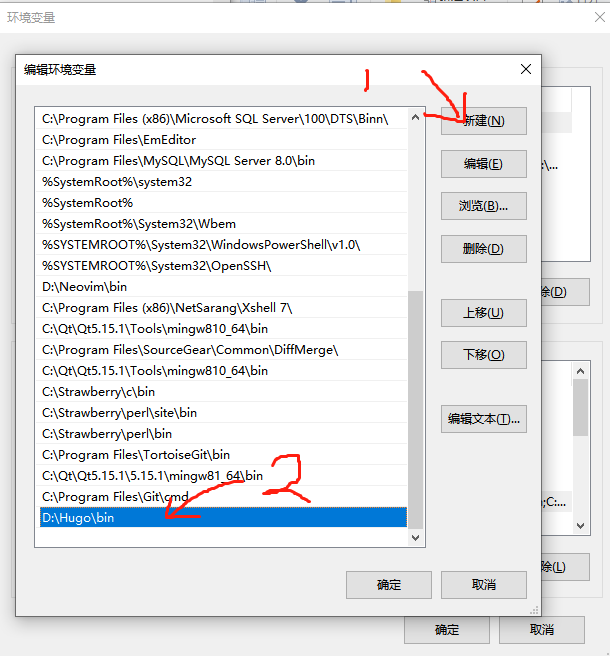 环境变量
编辑环境变量
1
C:\Program Files (x86)\Microsoft SQL Server\100\DTS\Binn\
C:\Program Files\EmEditor
C:\Program Files\MySQL\MySQL Server 8.0\bin
%SystemRoot%\system32
%SystemRoot%
%SystemRoot%\System32\Wbem
%SYSTEMROOT%\System32\WindowsPowerShell\v1.0\
%SYSTEMROOT%\System32\OpenSSH\
D:\Neovim\bin
C:\Program Files (x86)\NetSarang\Xshell 7\
C:\Qt\Qt5.15.1\Tools\mingw810_64\bin
C:\Program Files\SourceGear\Common\DiffMerge\
C:\Qt\Qt5.15.1\Tools\mingw810_64\bin
C:\Strawberry\c\bin
C:\Strawberry\perl\site\bin
C:\Strawberry\perl\bin
C:\Program Files\TortoiseGit\bin
C:\Qt\Qt5.15.1\5.15.1\mingw81_64\bin
C:\Program Files\Git\cmd
D:\Hugo\bin
2
新建(N)
编辑(E)
浏览(B)...
删除(D)
上移(U)
下移(O)
编辑文本(T)...
确定
取消
\...
除(D)
;C:...
除(L)
确定
取消